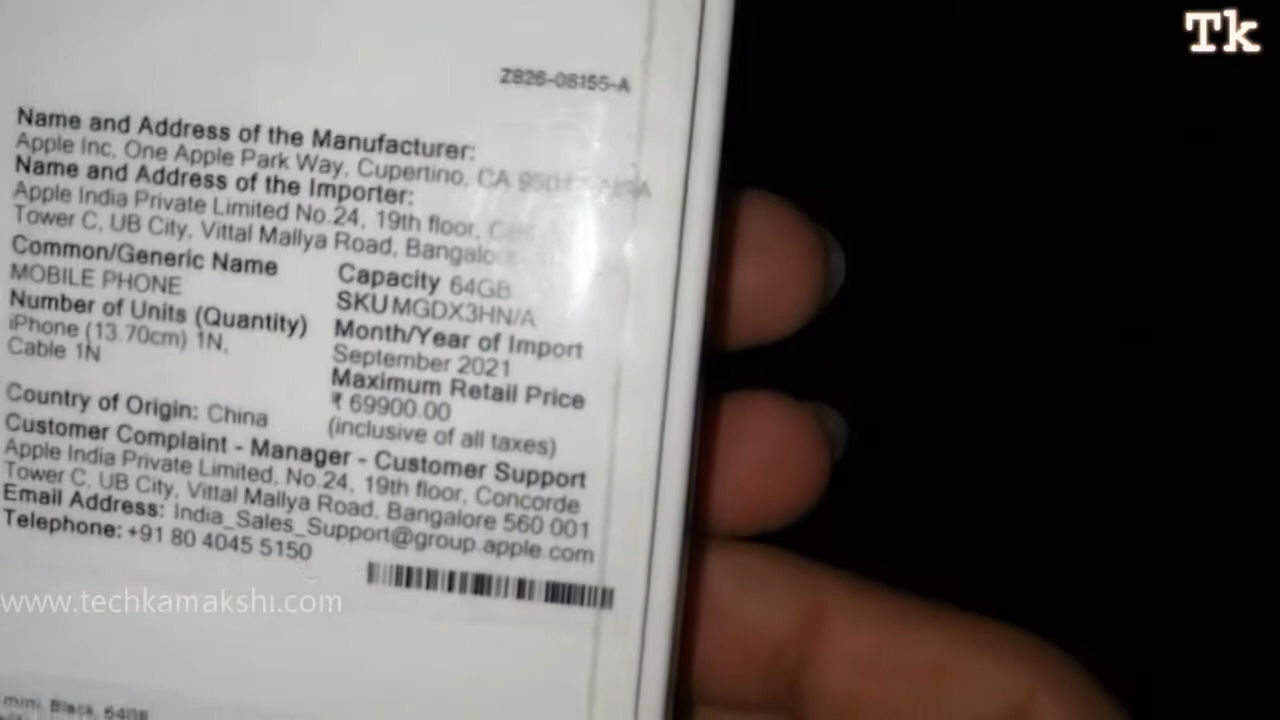 Tk
Z826-08155-A
Name and Address of the Manufacturer:
Apple Inc, One Apple Park Way, Cupertino, CA
Name and Address of the Importer:
Apple India Private Limited No.24, 19th floor,
Tower C, UB City, Vittal Mallya Road,
Common/Generic Name
MOBILE PHONE
Number of Units (Quantity)
iPhone (13.70cm) 1N,
Cable 1N
Capacity 64GB
SKU MGDX3HN/A
Month/Year of Import
September 2021
Maximum Retail Price
₹ 69900.00
(inclusive of all taxes)
Country of Origin: China
Customer Complaint - Manager - Customer Support
Apple India Private Limited, No.24, 19th floor, Concorde
Tower C, UB City, Vittal Mallya Road, Bangalore 560 001
Email Address: India_Sales_Support@group.apple.com
Telephone: +91 80 4045 5150
www.techkamakshi.com
mini, Black, 64GB